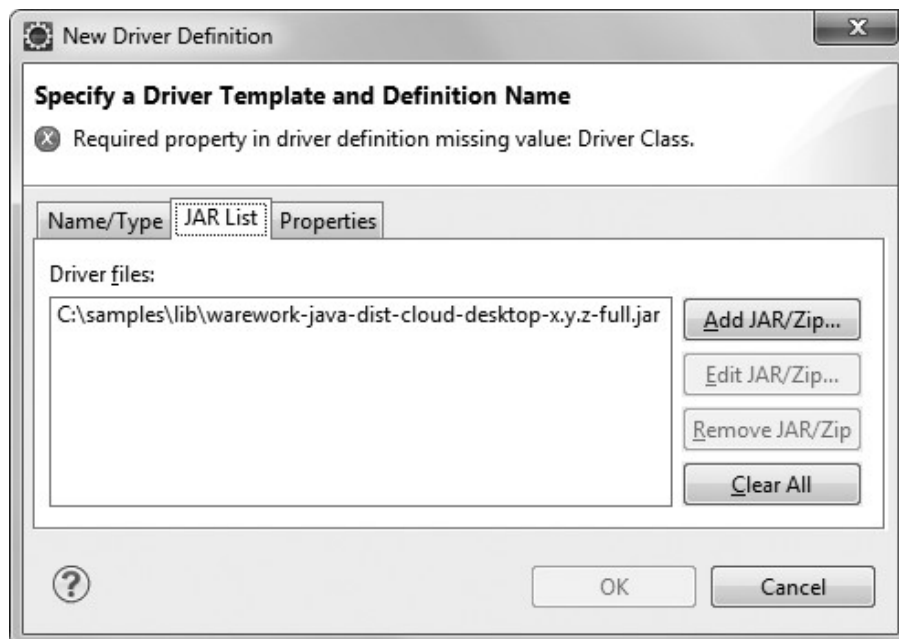 New Driver Definition
Specify a Driver Template and Definition Name
Required property in driver definition missing value: Driver Class.
Name/Type JAR List Properties
Driver files:
C:\samples\lib\warework-java-dist-cloud-desktop-x.y.z-full.jar
Add JAR/Zip...
Edit JAR/Zip...
Remove JAR/Zip
Clear All
OK Cancel